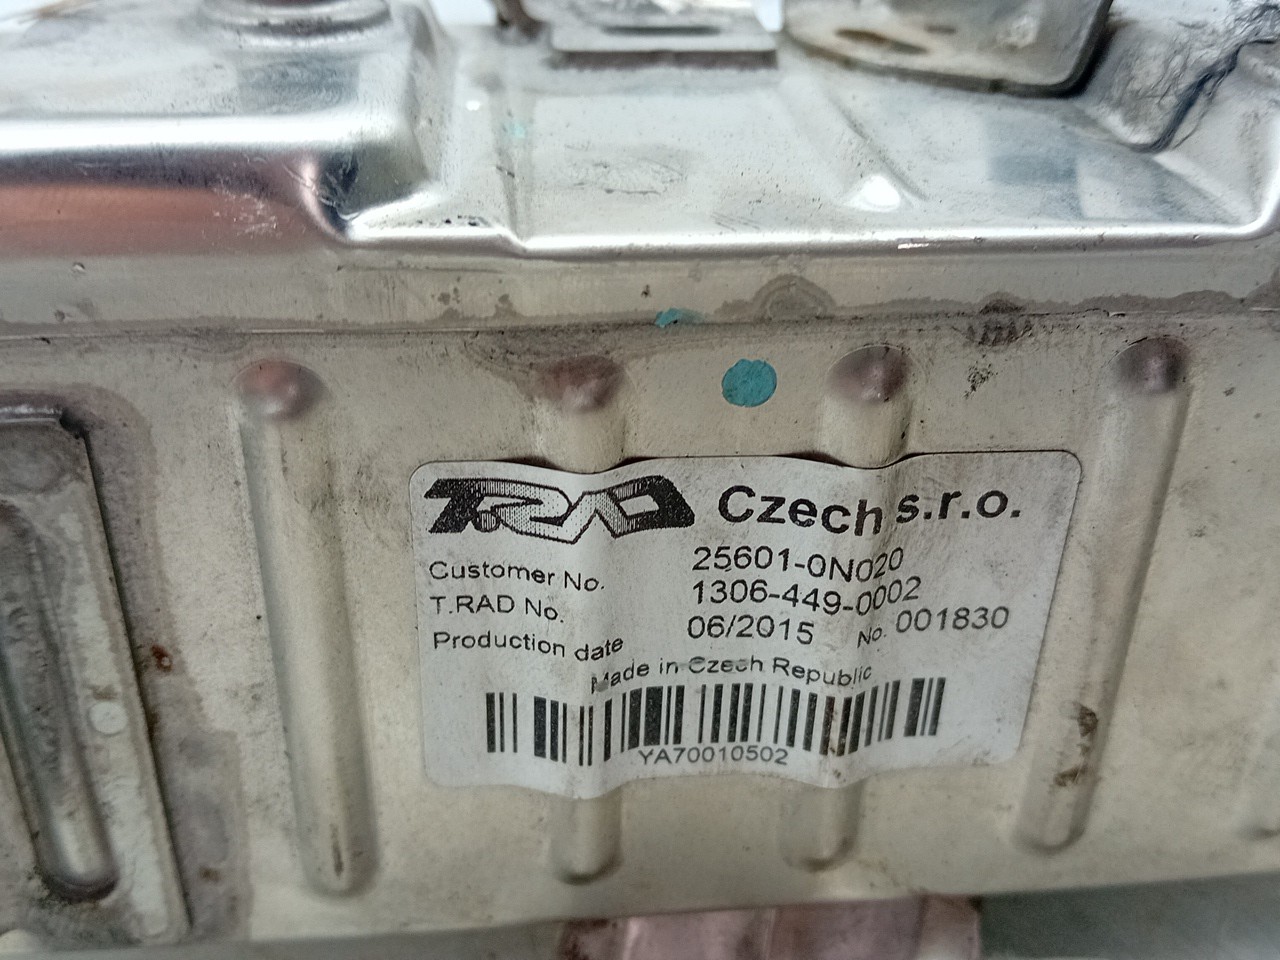 T.RAD Czech s.r.o.
Customer No. 25601-0N020
T.RAD No. 1306-449-0002
Production date 06/2015 No. 001830
Made in Czech Republic
YA70010502